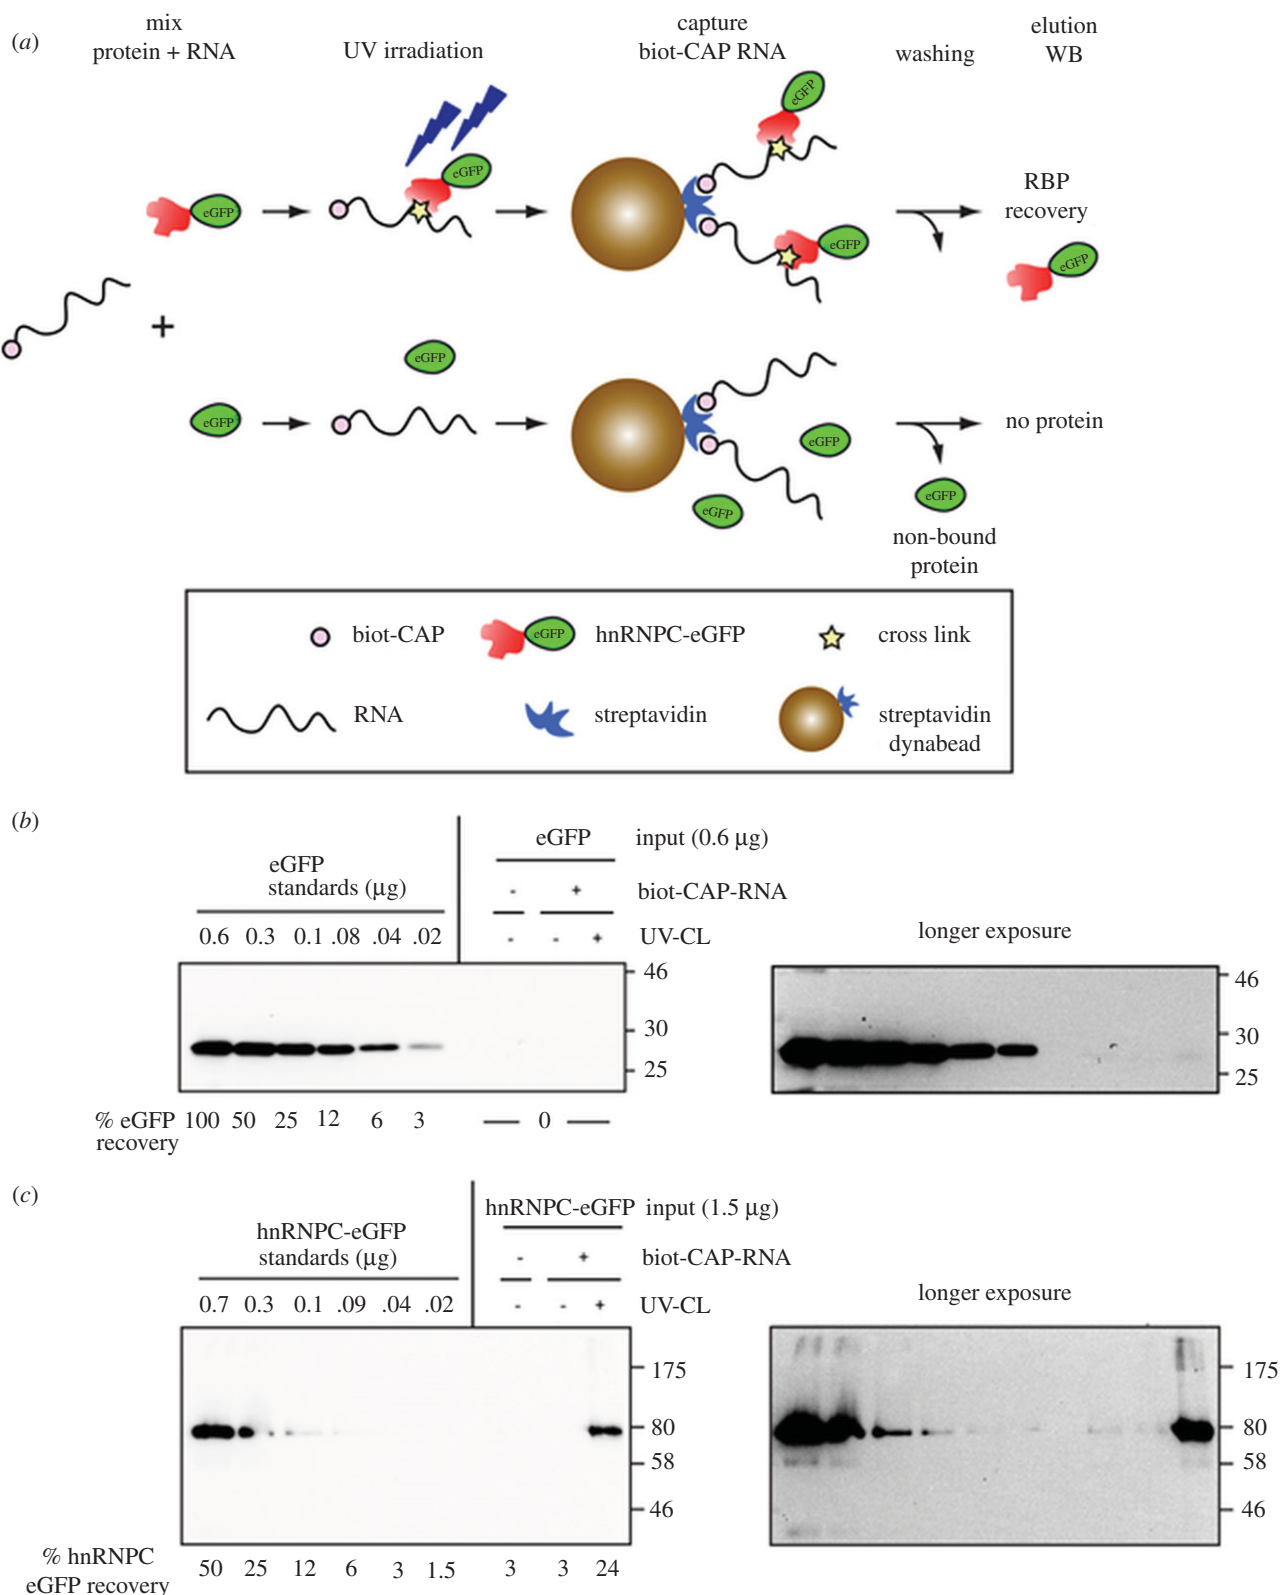 (a)
mix
protein + RNA
UV irradiation
capture
biot-CAP RNA
washing
elution
WB
eGFP
eGFP
eGFP
eGFP
RBP
recovery
eGFP
+
eGFP
eGFP
eGFP
eGFP
no protein
eGFP
non-bound
protein
biot-CAP
eGFP
hnRNPC-eGFP
cross link
RNA
streptavidin
streptavidin
dynabead
(b)
eGFP
standards (µg)
eGFP input (0.6 µg)
- + biot-CAP-RNA
0.6 0.3 0.1 .08 .04 .02 - - + UV-CL
longer exposure
46
30
25
46
30
25
% eGFP
recovery
100 50 25 12 6 3 0
(c)
hnRNPC-eGFP
standards (µg)
hnRNPC-eGFP input (1.5 µg)
- + biot-CAP-RNA
0.7 0.3 0.1 .09 .04 .02 - - + UV-CL
longer exposure
175
80
58
46
175
80
58
46
% hnRNPC
eGFP recovery
50 25 12 6 3 1.5 3 3 24